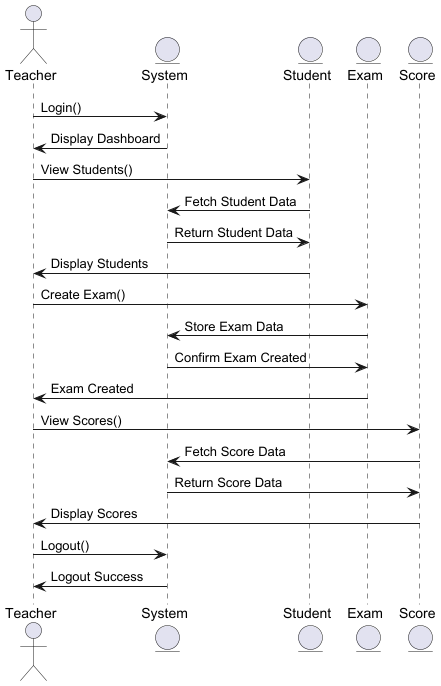 Teacher System Student Exam Score
Login()
Display Dashboard
View Students()
Fetch Student Data
Return Student Data
Display Students
Create Exam()
Store Exam Data
Confirm Exam Created
Exam Created
View Scores()
Fetch Score Data
Return Score Data
Display Scores
Logout()
Logout Success
Teacher System Student Exam Score